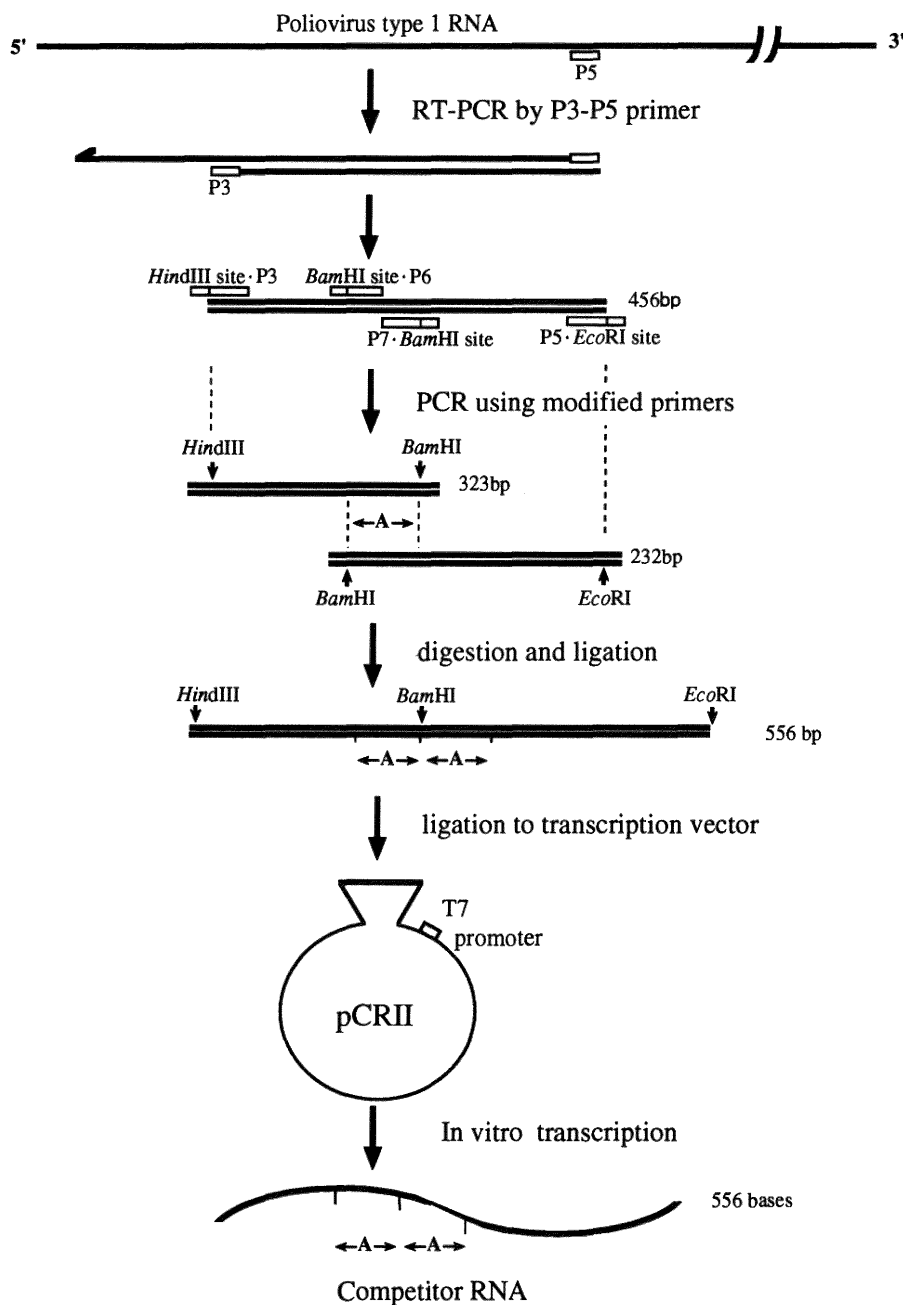 Poliovirus type 1 RNA
5' 3'
P5
RT-PCR by P3-P5 primer
P3
HindIII site · P3 BamHI site · P6
456bp
P7 · BamHI site P5 · EcoRI site
PCR using modified primers
HindIII BamHI
323bp
A
232bp
BamHI EcoRI
digestion and ligation
HindIII BamHI EcoRI
556 bp
A A
ligation to transcription vector
T7
promoter
pCRII
In vitro transcription
556 bases
A A
Competitor RNA